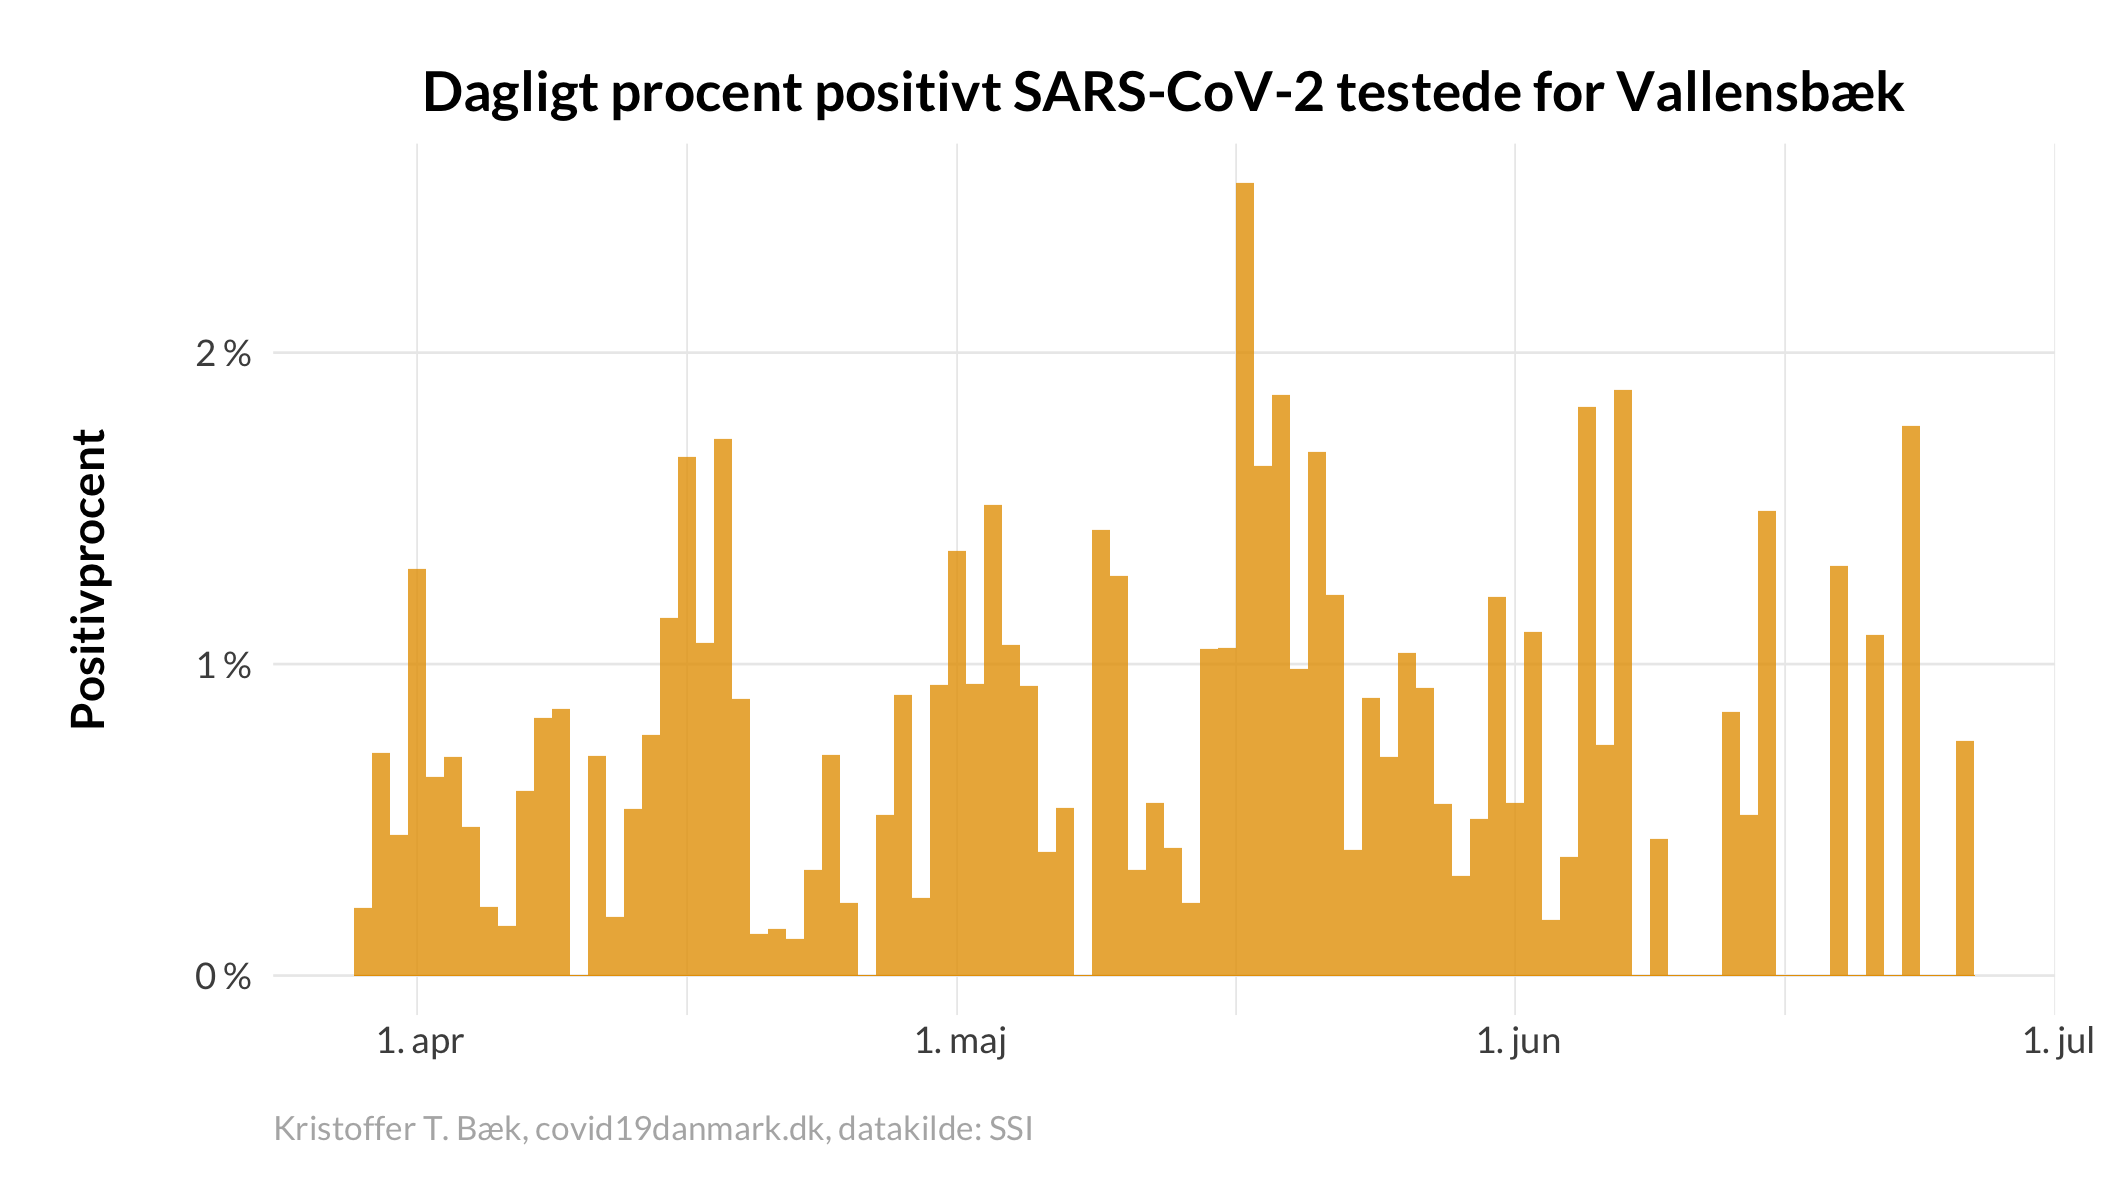 Dagligt procent positivt SARS-CoV-2 testede for Vallensbæk
Positivprocent
2 %
1 %
0 %
1. apr
1. maj
1. jun
1. jul
Kristoffer T. Bæk, covid19danmark.dk, datakilde: SSI